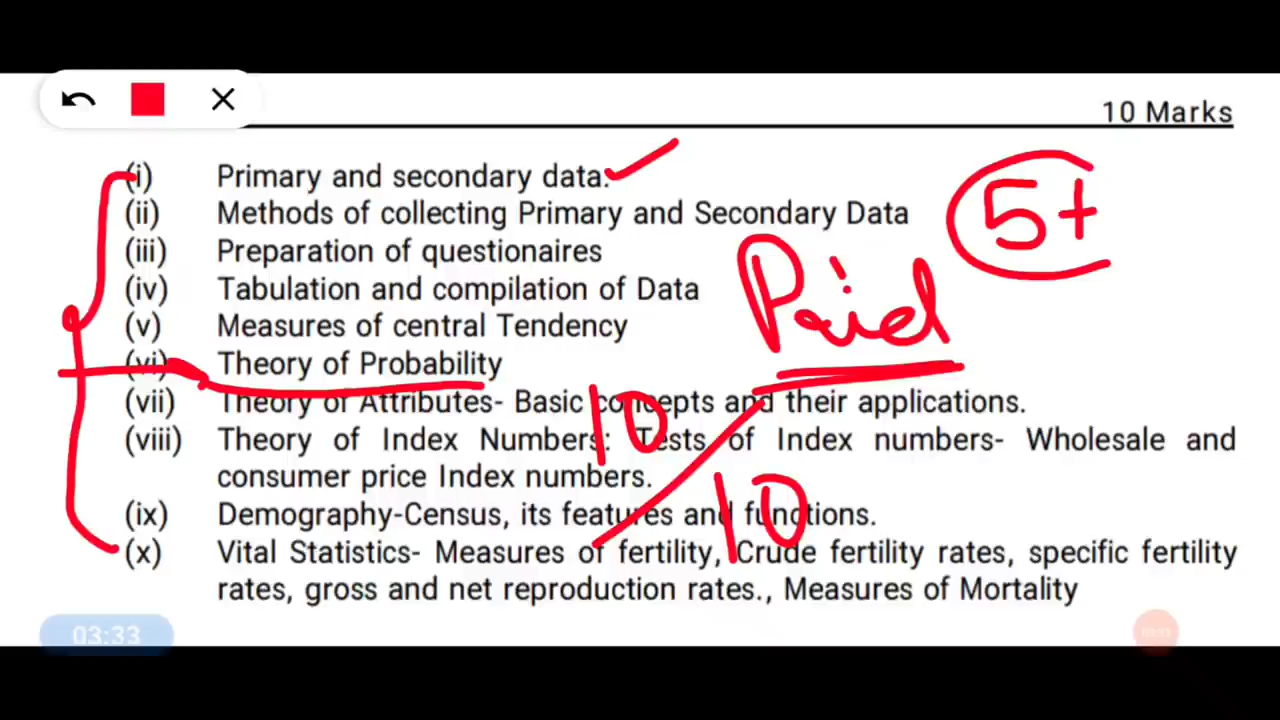 10 Marks
(i) Primary and secondary data.
(ii) Methods of collecting Primary and Secondary Data
5+
(iii) Preparation of questionaires
(iv) Tabulation and compilation of Data
Paid
(v) Measures of central Tendency
(vi) Theory of Probability
(vii) Theory of Attributes- Basic concepts and their applications.
10
(viii) Theory of Index Numbers: Tests of Index numbers- Wholesale and
consumer price Index numbers.
10
(ix) Demography-Census, its features and functions.
(x) Vital Statistics- Measures of fertility, Crude fertility rates, specific fertility
rates, gross and net reproduction rates., Measures of Mortality
03:33